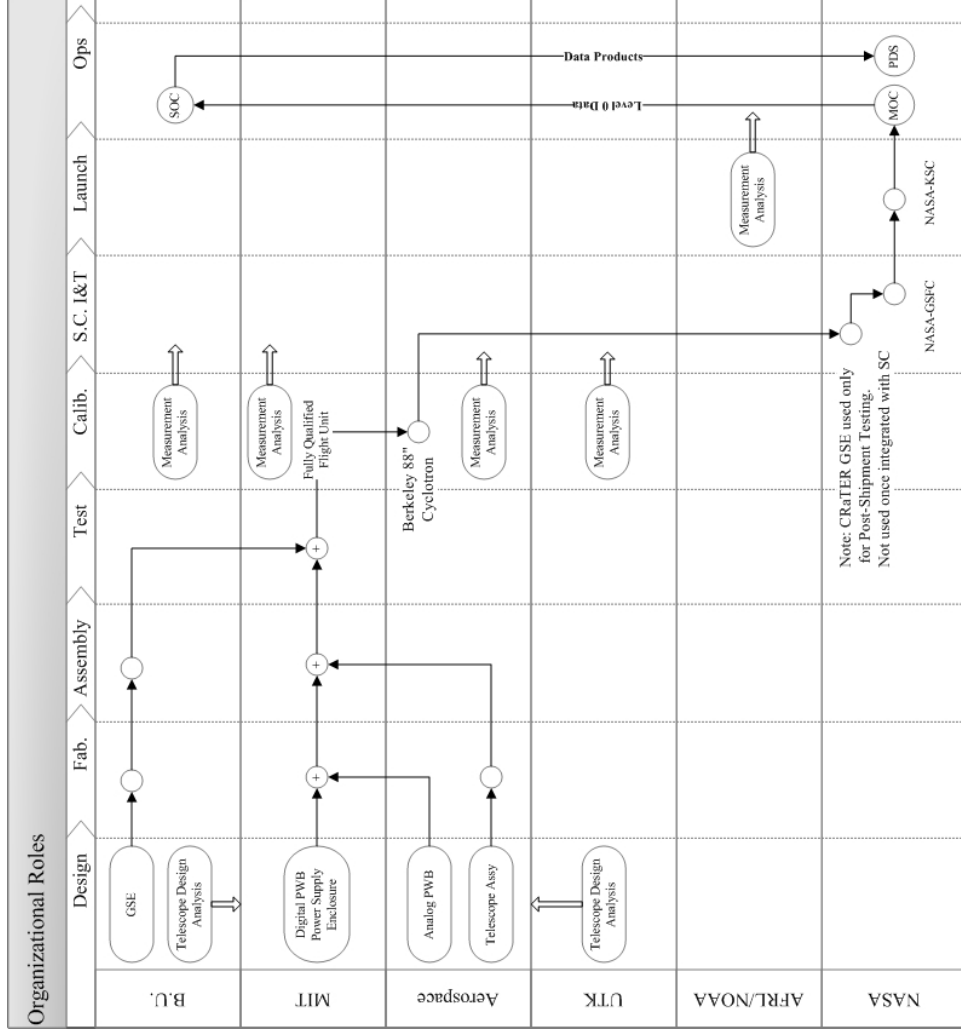 Organizational Roles
Design
Fab.
Assembly
Test
Calib.
S.C. I&T
Launch
Ops
B.U.
GSE
Telescope Design
Analysis
Measurement
Analysis
SOC
MIT
Digital PWB
Power Supply
Enclosure
+
+
+
Fully Qualified
Flight Unit
Measurement
Analysis
Aerospace
Analog PWB
Telescope Assy
Berkeley 88"
Cyclotron
Measurement
Analysis
UTK
Telescope Design
Analysis
Measurement
Analysis
Level 0 Data
Data Products
AFRL/NOAA
Measurement
Analysis
NASA
Note: CRaTER GSE used only
for Post-Shipment Testing.
Not used once integrated with SC
NASA-GSFC
NASA-KSC
MOC
PDS